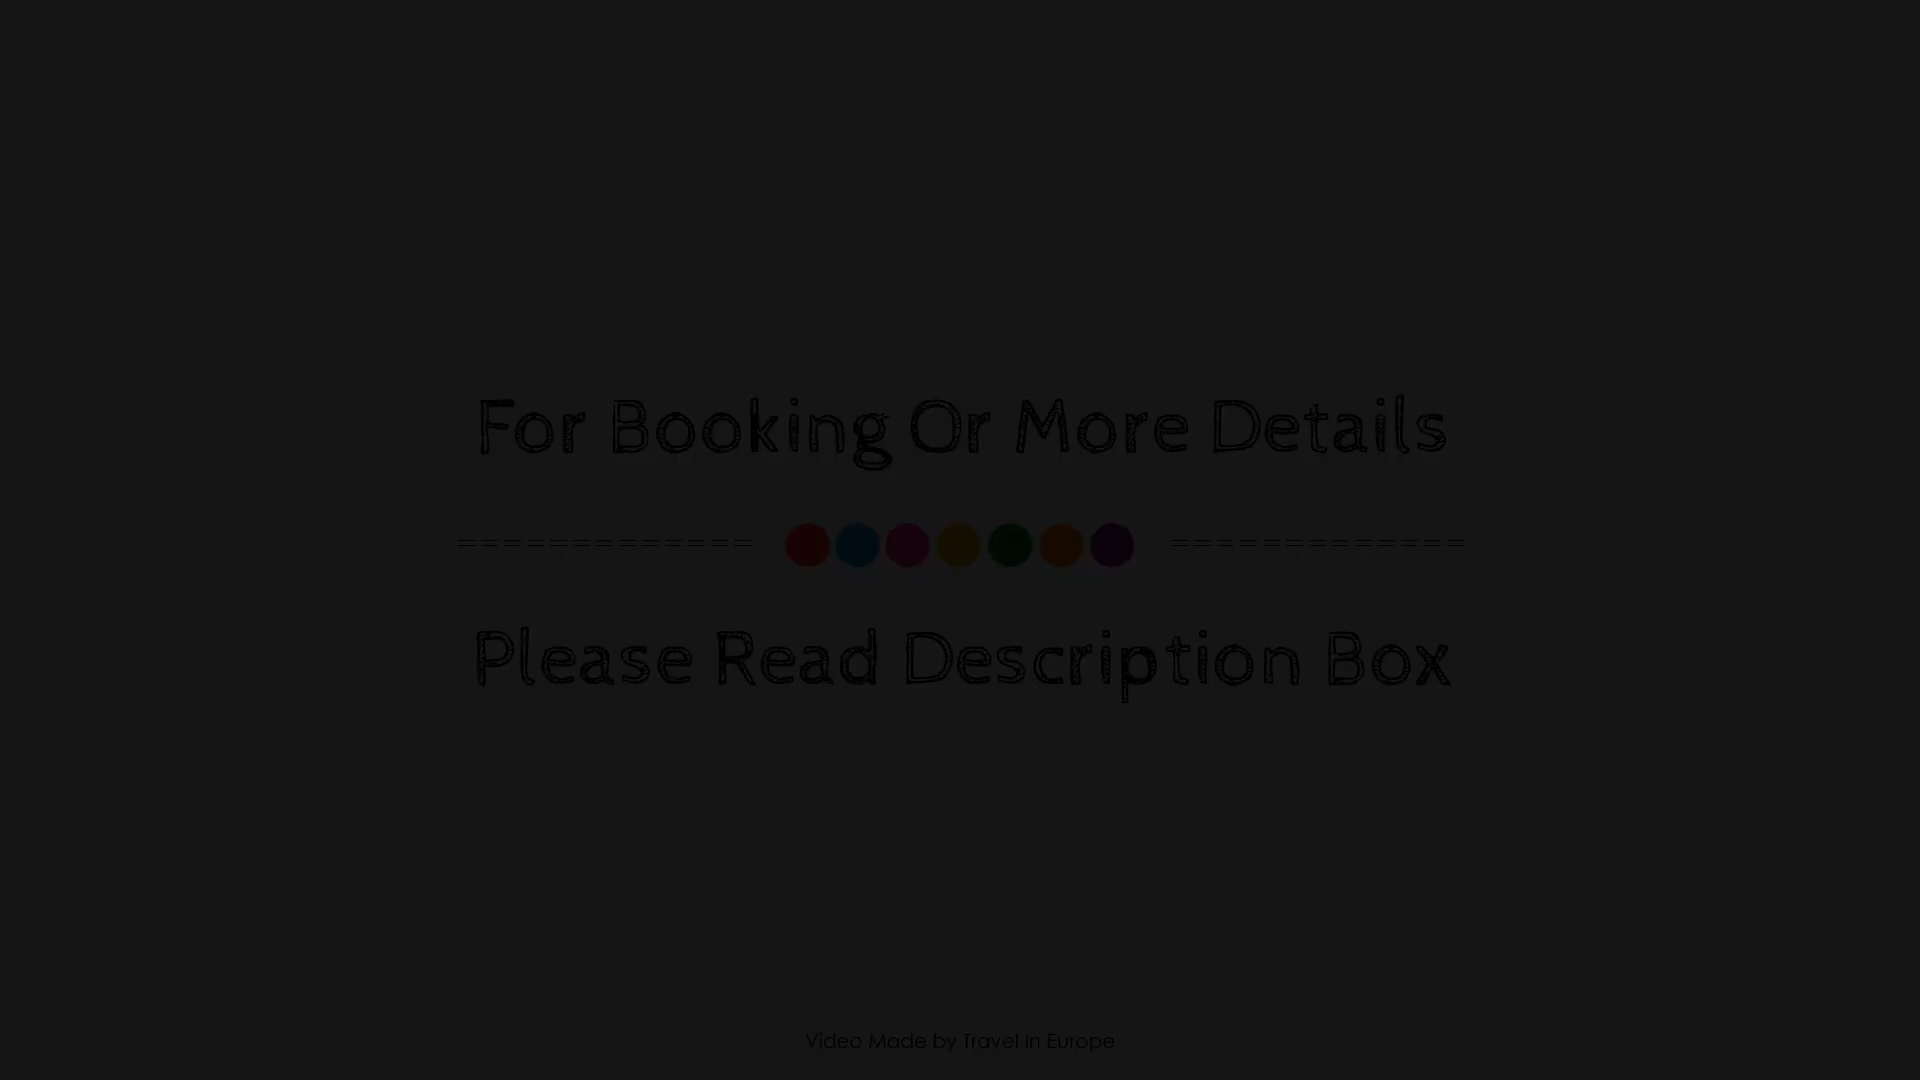 For Booking Or More Details
============= =============
Please Read Description Box
Video Made by Travel In Europe